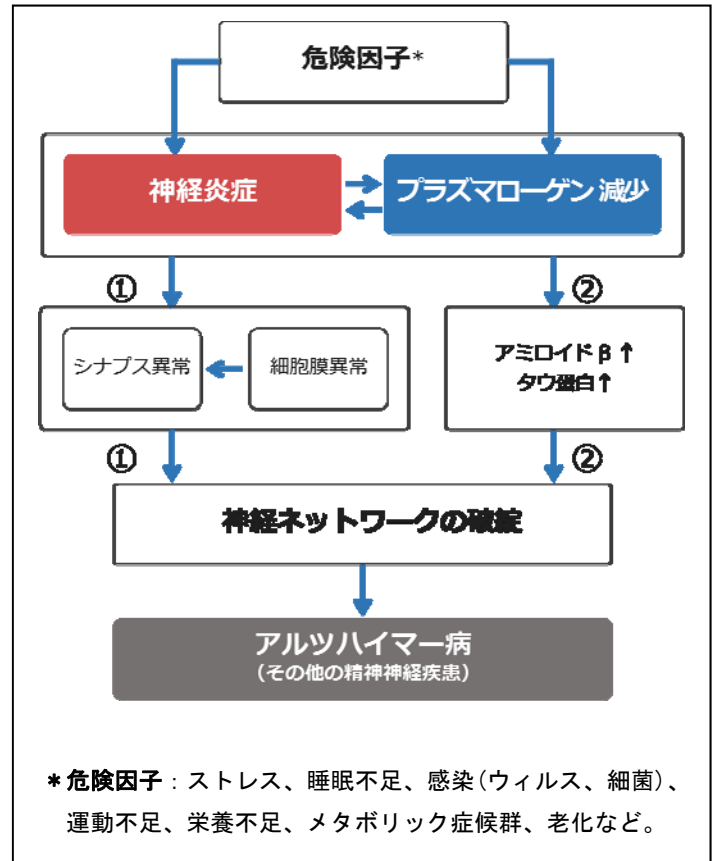 危険因子*
神経炎症
プラズマローゲン 減少
① ②
シナプス異常 細胞膜異常
アミロイド β ↑
タウ蛋白↑
① ②
神経ネットワークの破綻
アルツハイマー病
(その他の精神神経疾患)
*危険因子：ストレス、睡眠不足、感染(ウィルス、細菌)、
運動不足、栄養不足、メタボリック症候群、老化など。